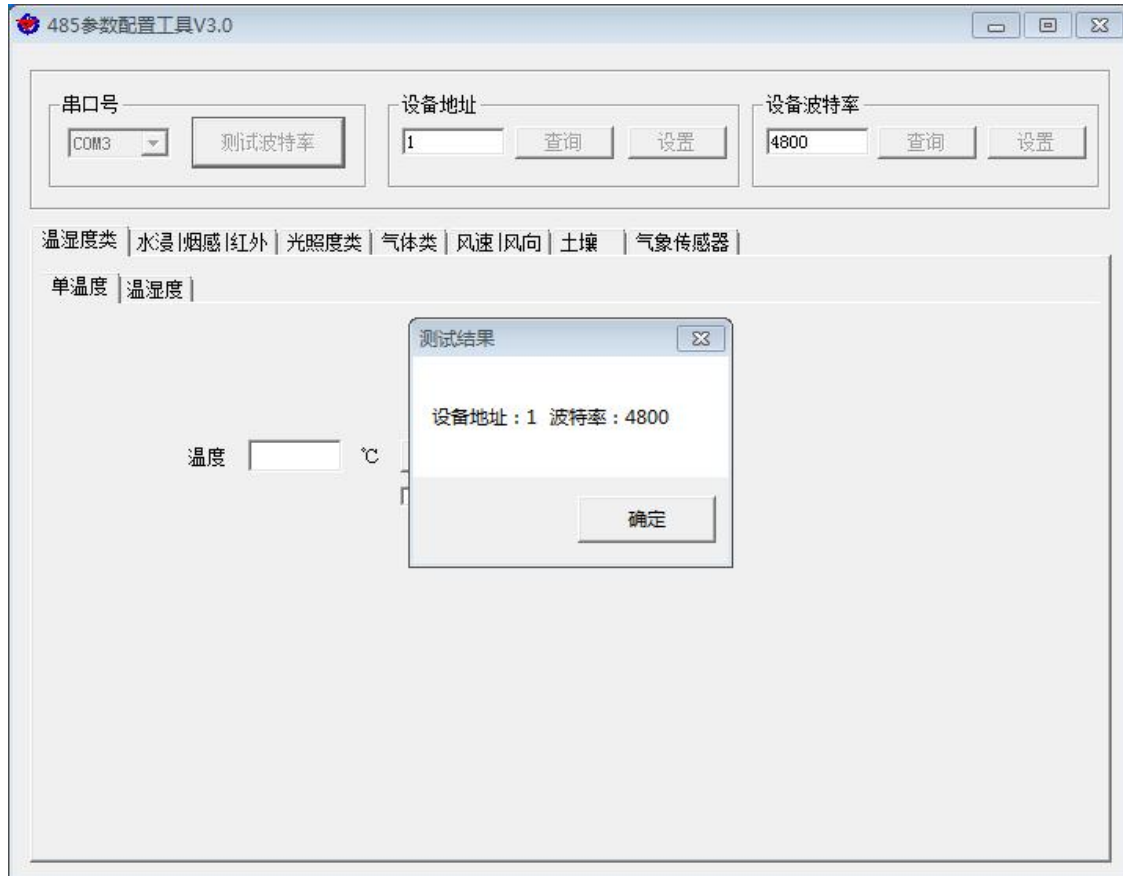 485参数配置工具V3.0
串口号 设备地址 设备波特率
COM3 测试波特率 1 查询 设置 4800 查询 设置
温湿度类 水浸|烟感|红外 光照度类 气体类 风速|风向 土壤 气象传感器
单温度 温湿度
测试结果
设备地址：1 波特率：4800
温度 ℃
确定